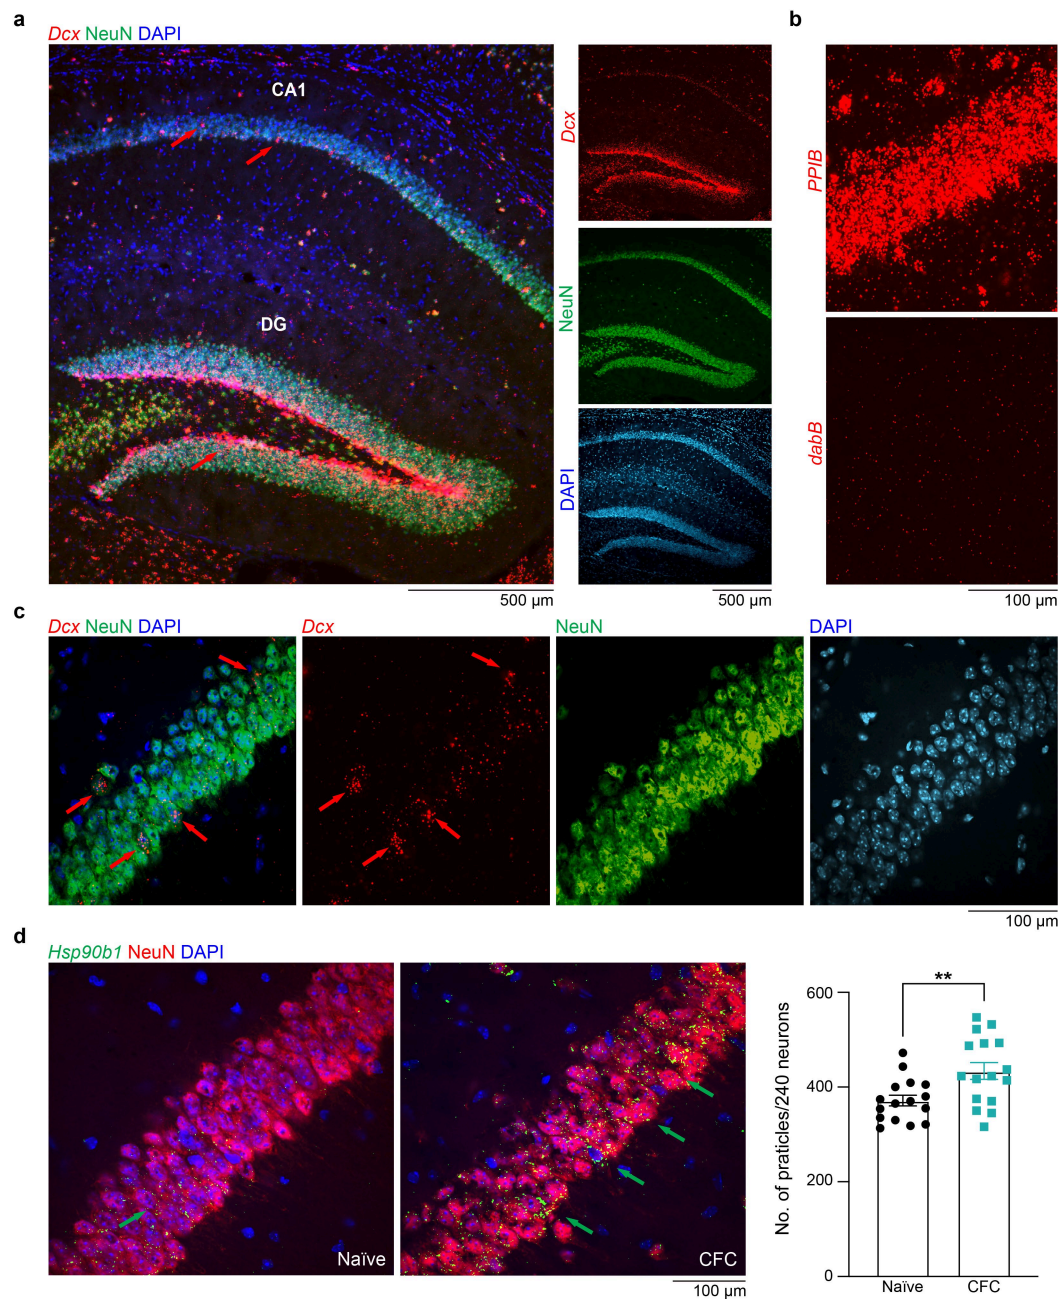 a
Dcx NeuN DAPI
CA1
DG
500 µm
Dcx
NeuN
DAPI
500 µm
b
PPIB
dabB
100 µm
c
Dcx NeuN DAPI
Dcx
NeuN
DAPI
100 µm
d
Hsp90b1 NeuN DAPI
Naïve
CFC
100 µm
**
No. of praticles/240 neurons
600
400
200
0
Naïve
CFC